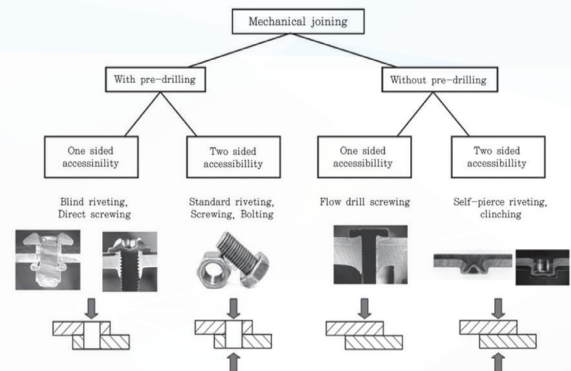 Mechanical joining
With pre-drilling
Without pre-drilling
One sided
accessinility
Two sided
accessibillity
One sided
accessibillity
Two sided
accessibillity
Blind riveting,
Direct screwing
Standard riveting,
Screwing, Bolting
Flow drill screwing
Self-pierce riveting,
clinching